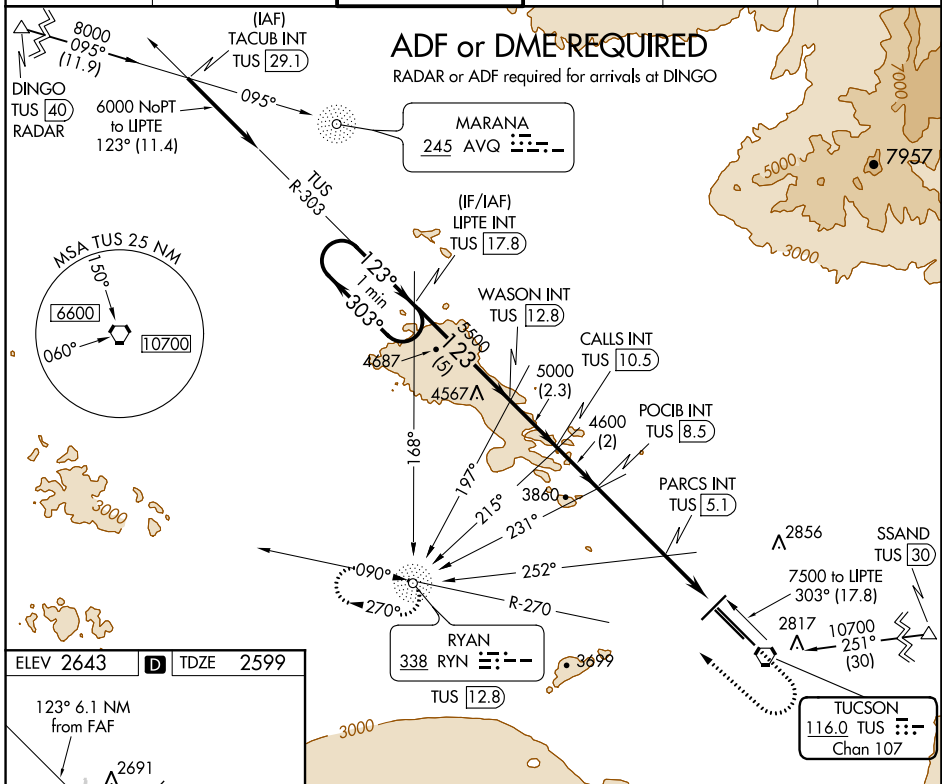 ADF or DME REQUIRED
RADAR or ADF required for arrivals at DINGO
8000
095°
(11.9)
DINGO
TUS 40
RADAR
(IAF)
TACUB INT
TUS 29.1
6000 NoPT
to LIPTE
123° (11.4)
095°
MARANA
245 AVQ
TUS
R-303
7000
5000
7957
3000
(IF/IAF)
LIPTE INT
TUS 17.8
MSA TUS 25 NM
150°
6600
060°
10700
123°
1 min
303°
WASON INT
TUS 12.8
5500
123
(5)
4687
4567
CALLS INT
TUS 10.5
5000
(2.3)
4600
(2)
POCIB INT
TUS 8.5
168°
197°
215°
231°
3860
PARCS INT
TUS 5.1
3000
2856
SSAND
TUS 30
090°
270°
252°
R-270
7500 to LIPTE
303° (17.8)
2817
10700
251°
(30)
RYAN
338 RYN
TUS 12.8
3699
TUCSON
116.0 TUS
Chan 107
3000
ELEV 2643 D TDZE 2599
123° 6.1 NM
from FAF
2691